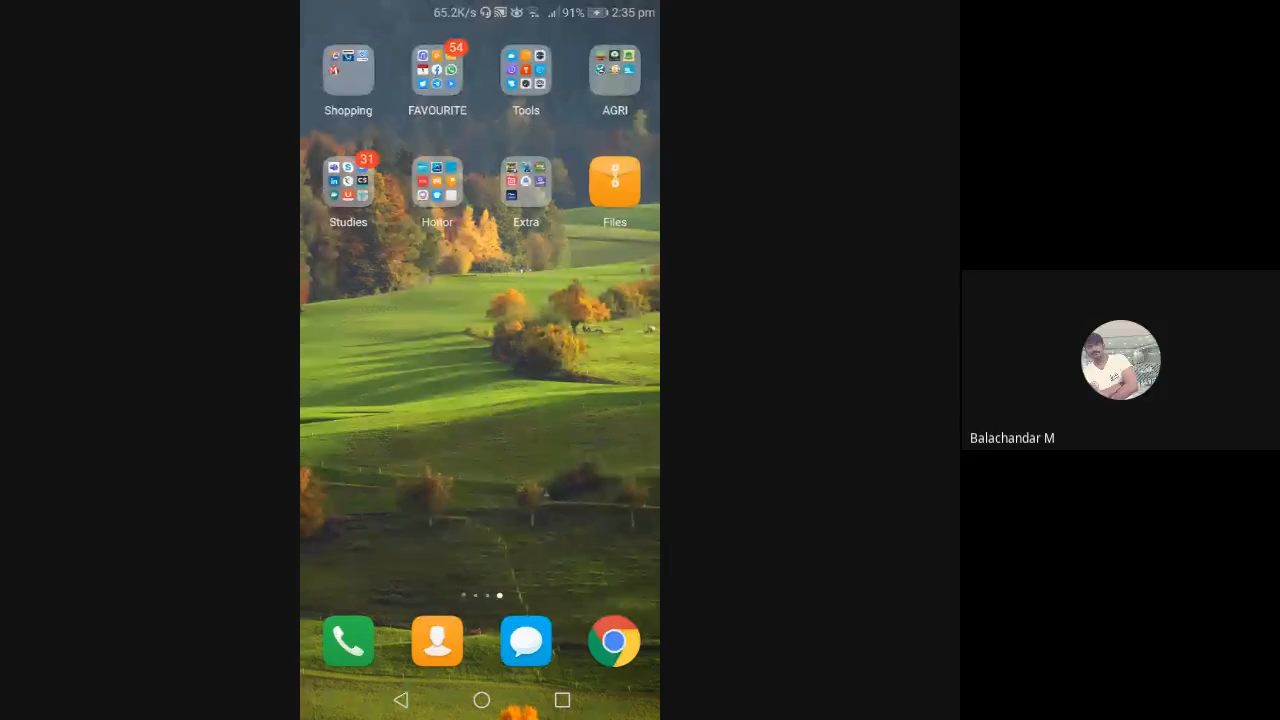 65.2K/s 91% 2:35 pm
54
Shopping FAVOURITE Tools AGRI
31
Studies Honor Extra Files
Balachandar M